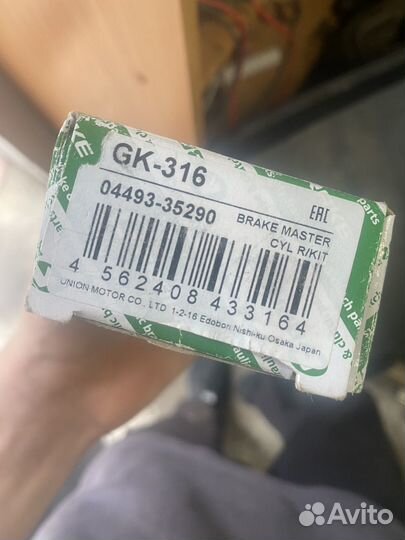 GK-316
04493-35290
BRAKE MASTER
CYL R/KIT
EAC
4 562408 433164
UNION MOTOR CO., LTD 1-2-16 Edobori Nishi-ku Osaka Japan
parts
Avito